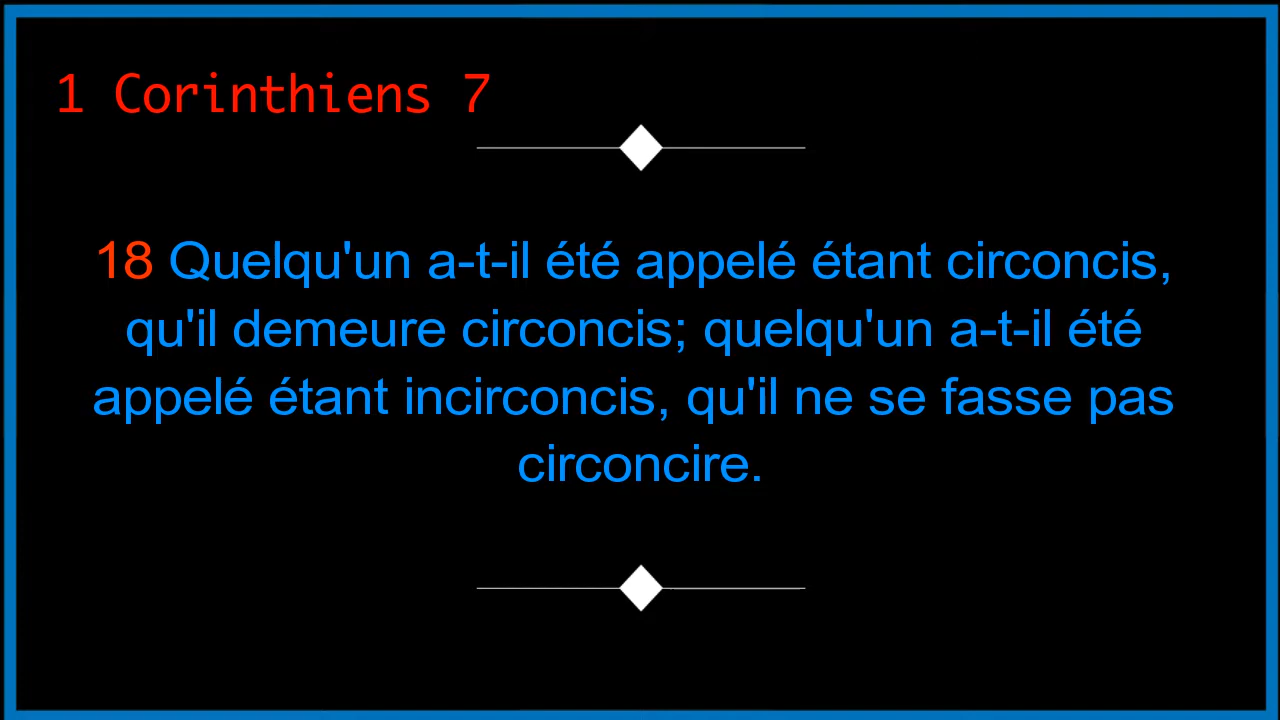 1 Corinthiens 7
18 Quelqu'un a-t-il été appelé étant circoncis,
qu'il demeure circoncis; quelqu'un a-t-il été
appelé étant incirconcis, qu'il ne se fasse pas
circoncire.